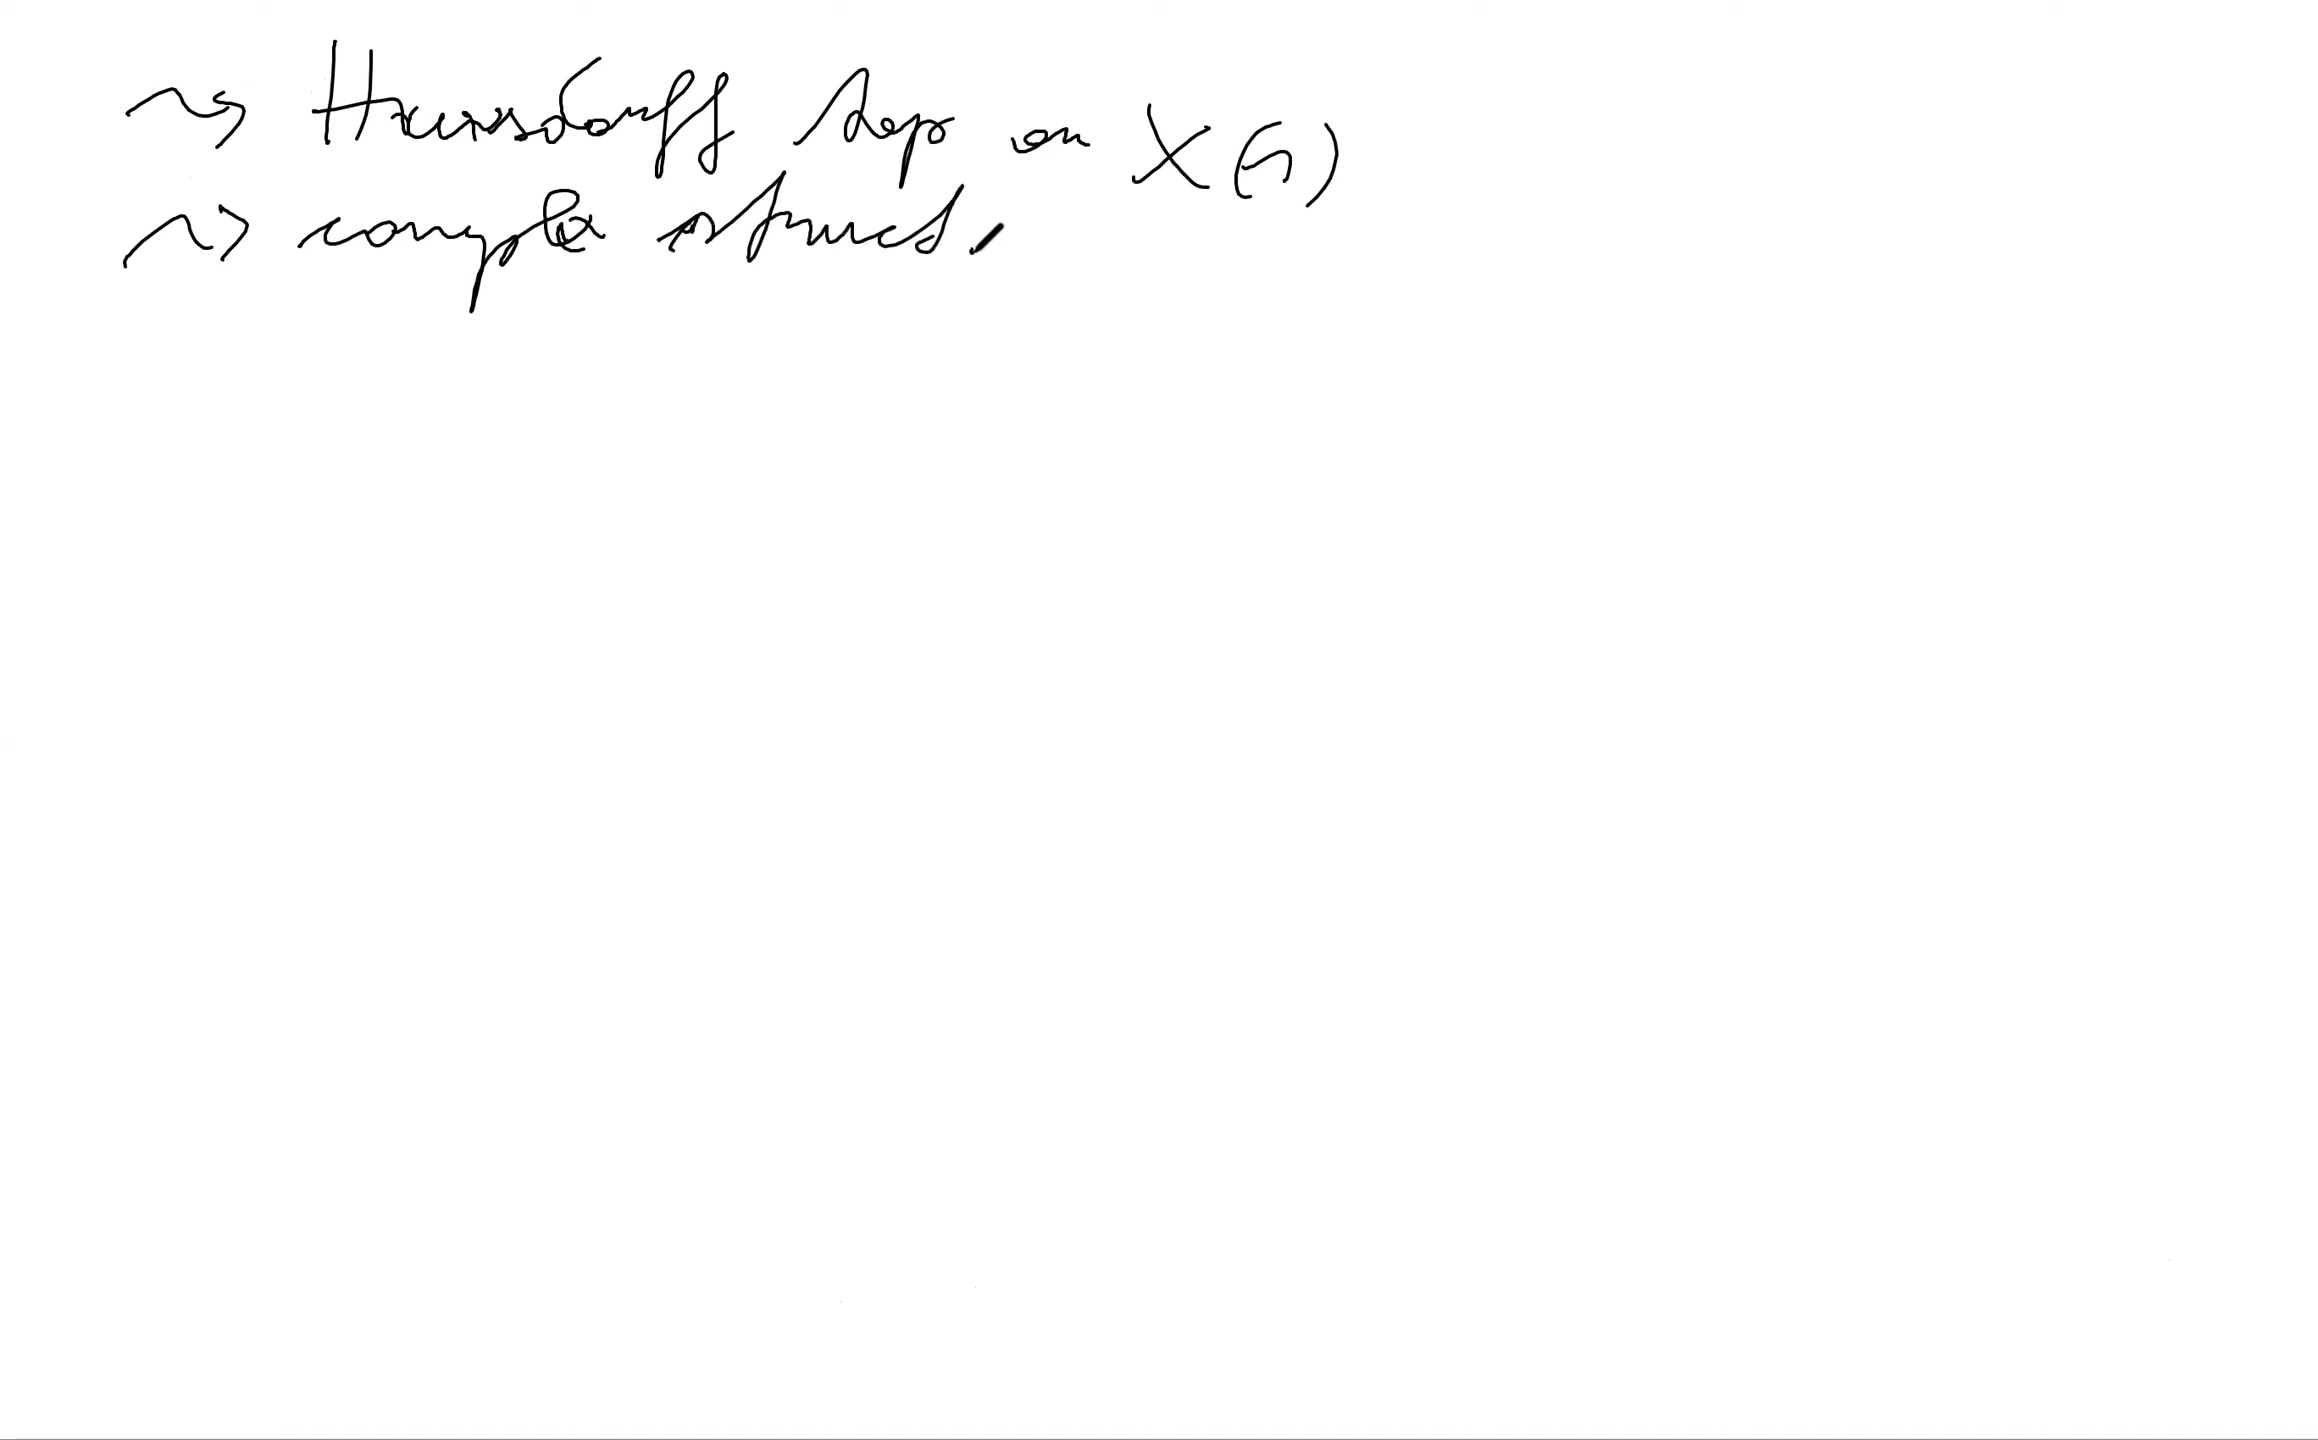 ⇝ Hausdorff top on X(Γ)
⇝ complex struct.